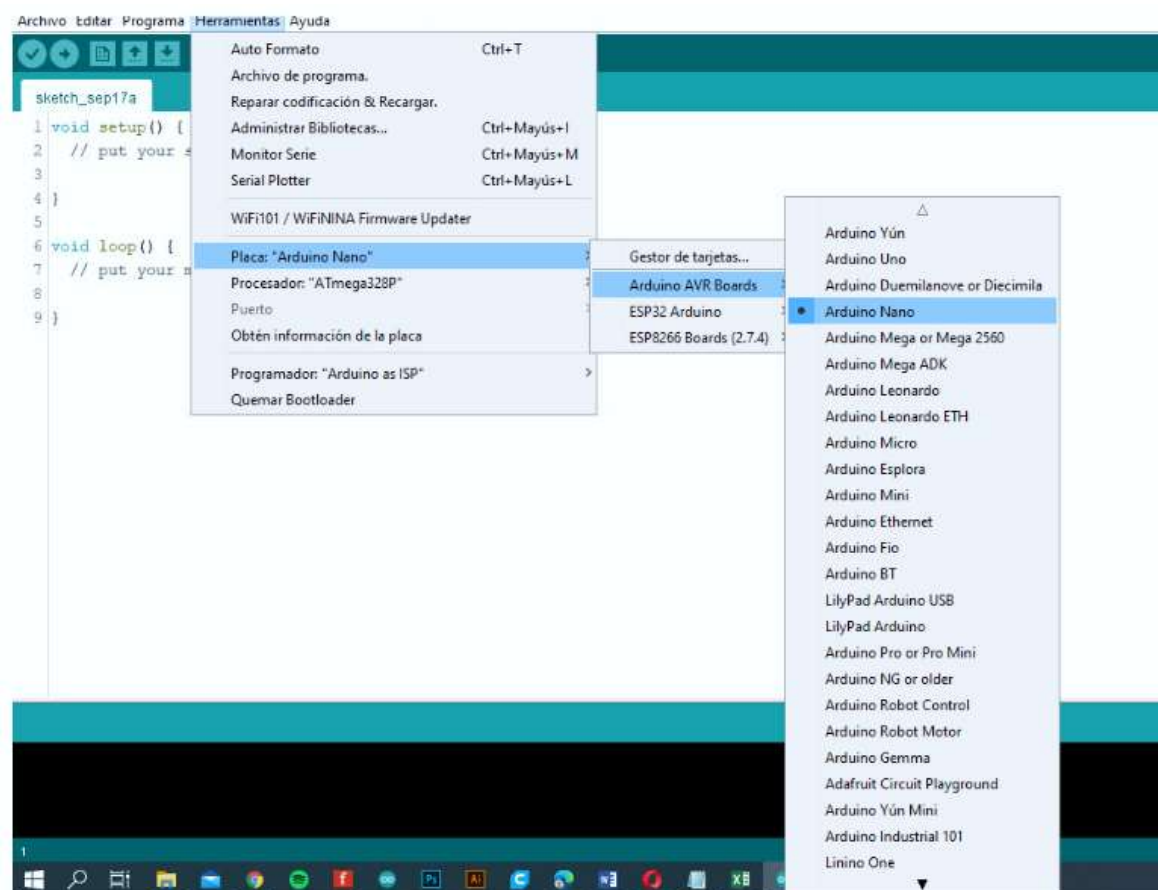 Archivo Editar Programa Herramientas Ayuda
sketch_sep17a
1 void setup() {
2 // put your
3
4 }
5
6 void loop() {
7 // put your
8
9 }
Auto Formato Ctrl+T
Archivo de programa.
Reparar codificación & Recargar.
Administrar Bibliotecas... Ctrl+Mayús+I
Monitor Serie Ctrl+Mayús+M
Serial Plotter Ctrl+Mayús+L
WiFi101 / WiFiNINA Firmware Updater
Placa: "Arduino Nano"
Procesador: "ATmega328P"
Puerto
Obtén información de la placa
Programador: "Arduino as ISP"
Quemar Bootloader
Gestor de tarjetas...
Arduino AVR Boards
ESP32 Arduino
ESP8266 Boards (2.7.4)
Arduino Yún
Arduino Uno
Arduino Duemilanove or Diecimila
Arduino Nano
Arduino Mega or Mega 2560
Arduino Mega ADK
Arduino Leonardo
Arduino Leonardo ETH
Arduino Micro
Arduino Esplora
Arduino Mini
Arduino Ethernet
Arduino Fio
Arduino BT
LilyPad Arduino USB
LilyPad Arduino
Arduino Pro or Pro Mini
Arduino NG or older
Arduino Robot Control
Arduino Robot Motor
Arduino Gemma
Adafruit Circuit Playground
Arduino Yún Mini
Arduino Industrial 101
Linino One
1
Ps
Ai